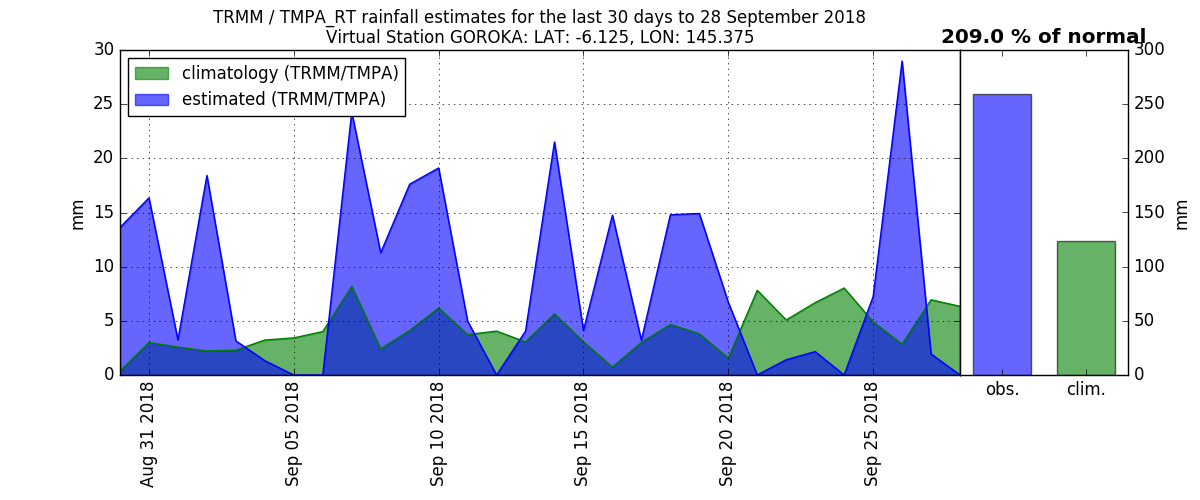 TRMM / TMPA_RT rainfall estimates for the last 30 days to 28 September 2018
Virtual Station GOROKA: LAT: -6.125, LON: 145.375
209.0 % of normal
climatology (TRMM/TMPA)
estimated (TRMM/TMPA)
30
25
20
15
10
5
0
mm
Aug 31 2018
Sep 05 2018
Sep 10 2018
Sep 15 2018
Sep 20 2018
Sep 25 2018
obs.
clim.
300
250
200
150
100
50
0
mm